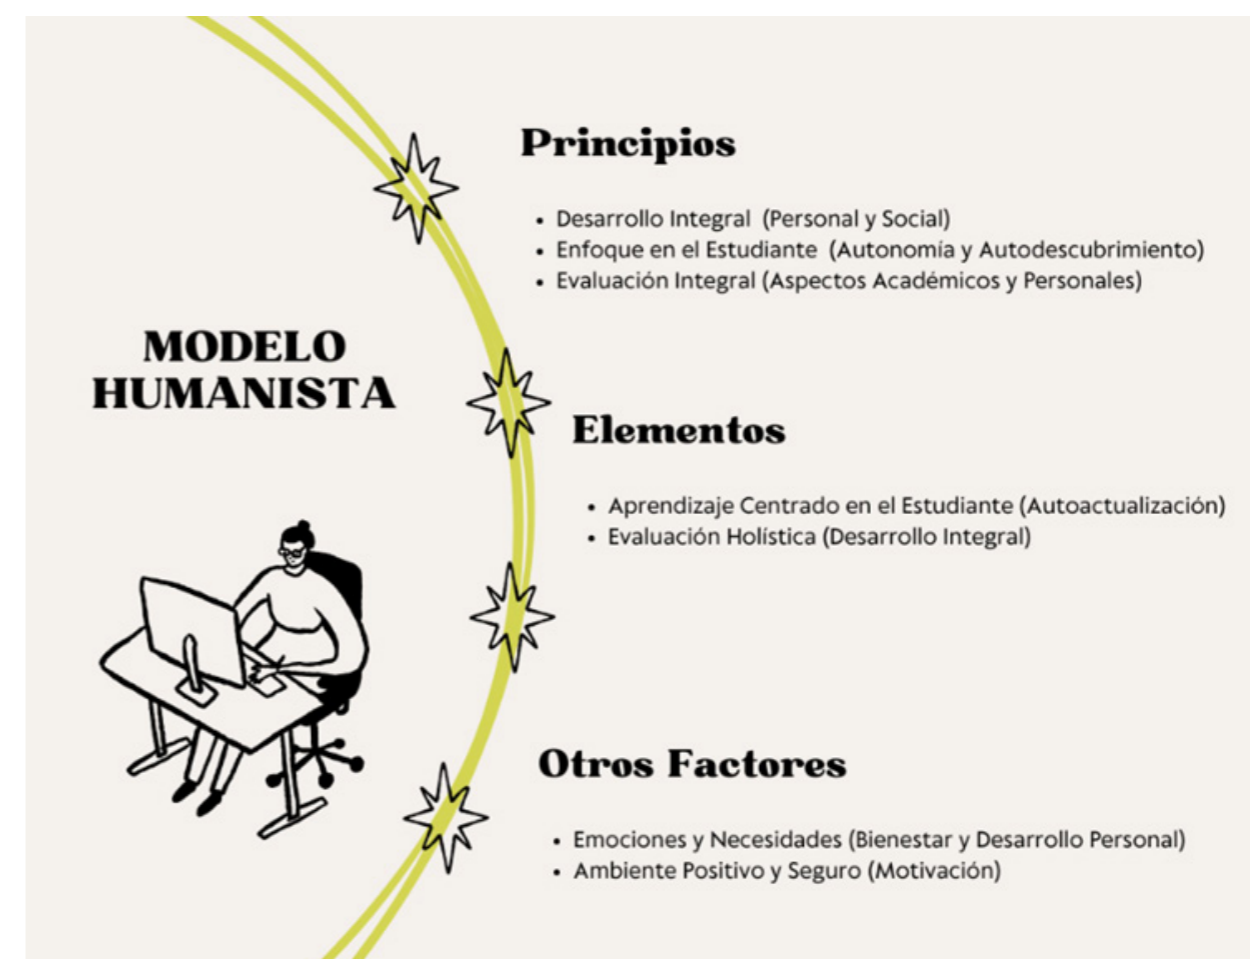 MODELO
HUMANISTA
Principios
• Desarrollo Integral (Personal y Social)
• Enfoque en el Estudiante (Autonomía y Autodescubrimiento)
• Evaluación Integral (Aspectos Académicos y Personales)
Elementos
• Aprendizaje Centrado en el Estudiante (Autoactualización)
• Evaluación Holística (Desarrollo Integral)
Otros Factores
• Emociones y Necesidades (Bienestar y Desarrollo Personal)
• Ambiente Positivo y Seguro (Motivación)